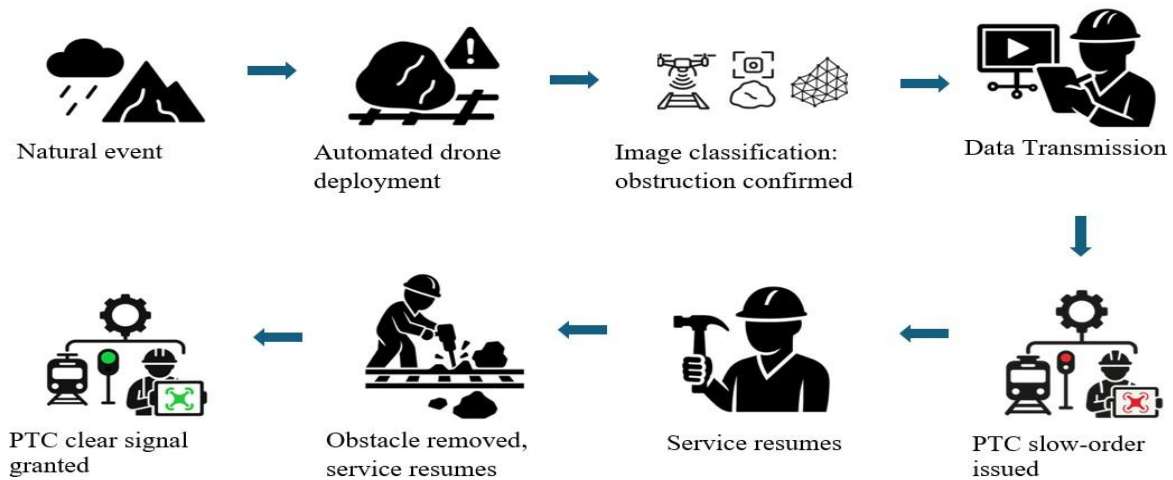 Natural event
Automated drone
deployment
Image classification:
obstruction confirmed
Data Transmission
PTC clear signal
granted
Obstacle removed,
service resumes
Service resumes
PTC slow-order
issued